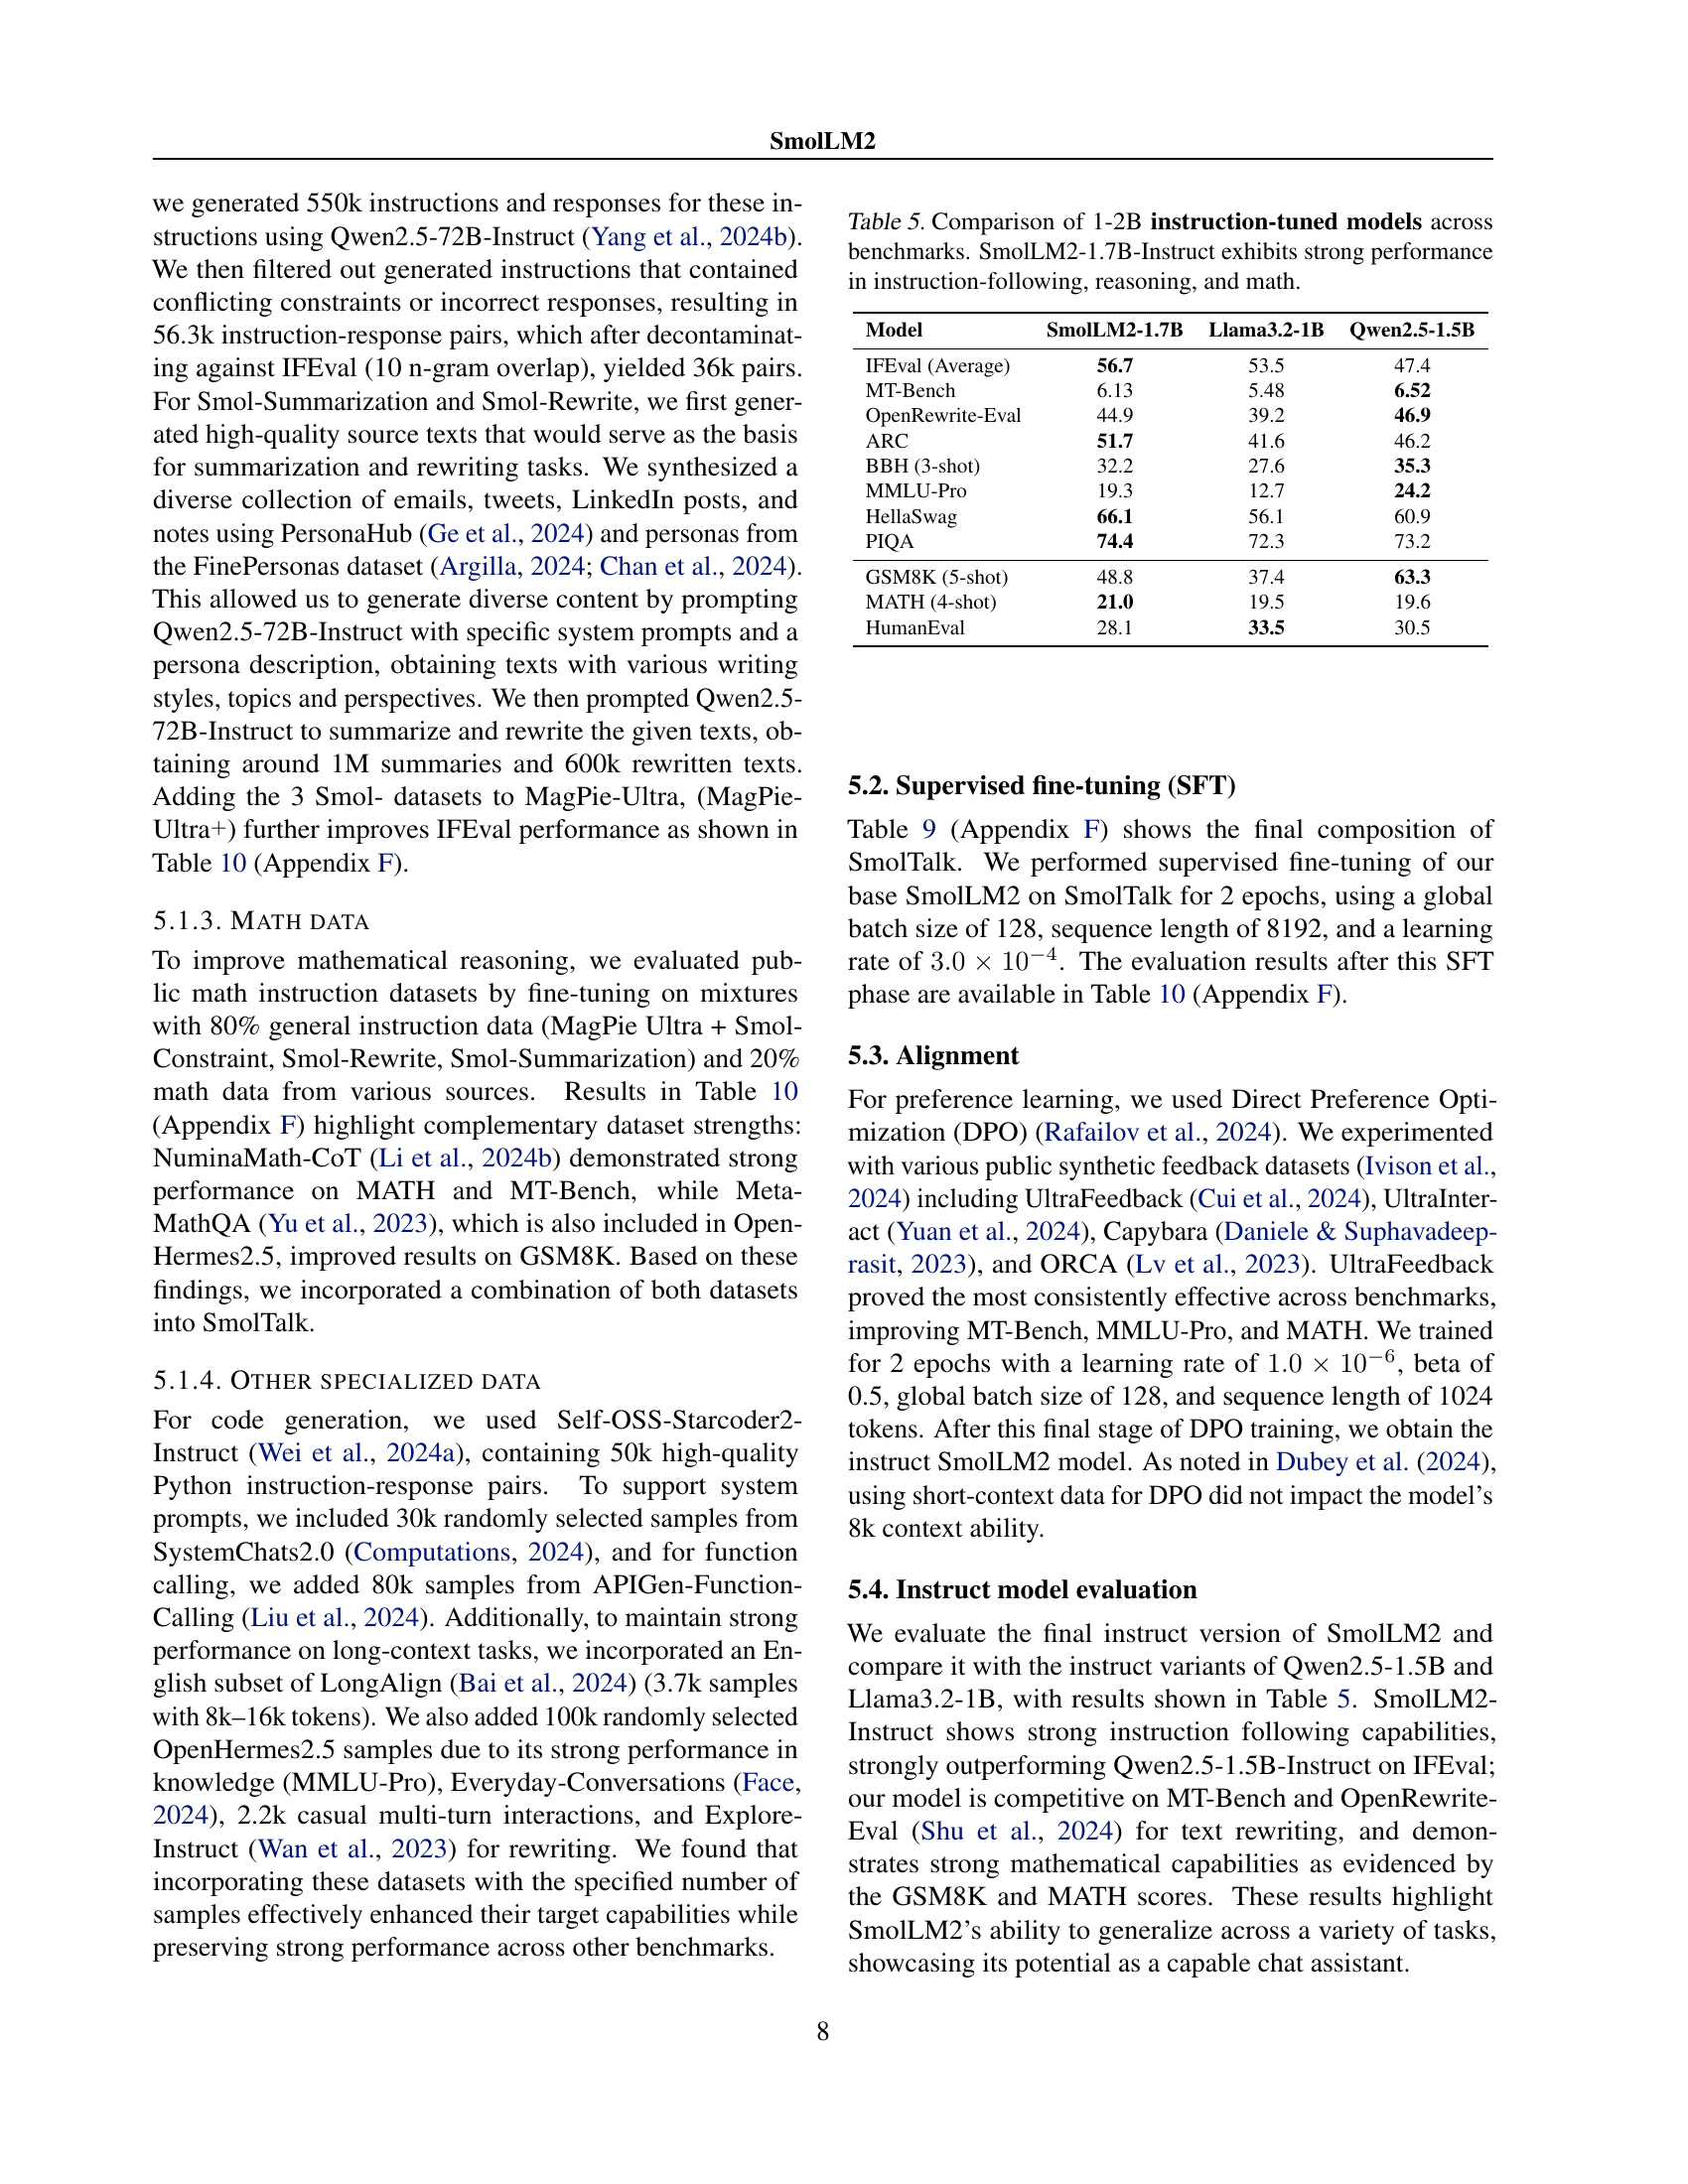 SmolLM2
we generated 550k instructions and responses for these in-
structions using Qwen2.5-72B-Instruct (Yang et al., 2024b).
We then filtered out generated instructions that contained
conflicting constraints or incorrect responses, resulting in
56.3k instruction-response pairs, which after decontaminat-
ing against IFEval (10 n-gram overlap), yielded 36k pairs.
For Smol-Summarization and Smol-Rewrite, we first gener-
ated high-quality source texts that would serve as the basis
for summarization and rewriting tasks. We synthesized a
diverse collection of emails, tweets, LinkedIn posts, and
notes using PersonaHub (Ge et al., 2024) and personas from
the FinePersonas dataset (Argilla, 2024; Chan et al., 2024).
This allowed us to generate diverse content by prompting
Qwen2.5-72B-Instruct with specific system prompts and a
persona description, obtaining texts with various writing
styles, topics and perspectives. We then prompted Qwen2.5-
72B-Instruct to summarize and rewrite the given texts, ob-
taining around 1M summaries and 600k rewritten texts.
Adding the 3 Smol- datasets to MagPie-Ultra, (MagPie-
Ultra+) further improves IFEval performance as shown in
Table 10 (Appendix F).
5.1.3. MATH DATA
To improve mathematical reasoning, we evaluated pub-
lic math instruction datasets by fine-tuning on mixtures
with 80% general instruction data (MagPie Ultra + Smol-
Constraint, Smol-Rewrite, Smol-Summarization) and 20%
math data from various sources. Results in Table 10
(Appendix F) highlight complementary dataset strengths:
NuminaMath-CoT (Li et al., 2024b) demonstrated strong
performance on MATH and MT-Bench, while Meta-
MathQA (Yu et al., 2023), which is also included in Open-
Hermes2.5, improved results on GSM8K. Based on these
findings, we incorporated a combination of both datasets
into SmolTalk.
5.1.4. OTHER SPECIALIZED DATA
For code generation, we used Self-OSS-Starcoder2-
Instruct (Wei et al., 2024a), containing 50k high-quality
Python instruction-response pairs. To support system
prompts, we included 30k randomly selected samples from
SystemChats2.0 (Computations, 2024), and for function
calling, we added 80k samples from APIGen-Function-
Calling (Liu et al., 2024). Additionally, to maintain strong
performance on long-context tasks, we incorporated an En-
glish subset of LongAlign (Bai et al., 2024) (3.7k samples
with 8k–16k tokens). We also added 100k randomly selected
OpenHermes2.5 samples due to its strong performance in
knowledge (MMLU-Pro), Everyday-Conversations (Face,
2024), 2.2k casual multi-turn interactions, and Explore-
Instruct (Wan et al., 2023) for rewriting. We found that
incorporating these datasets with the specified number of
samples effectively enhanced their target capabilities while
preserving strong performance across other benchmarks.
Table 5. Comparison of 1-2B instruction-tuned models across
benchmarks. SmolLM2-1.7B-Instruct exhibits strong performance
in instruction-following, reasoning, and math.
Model SmolLM2-1.7B Llama3.2-1B Qwen2.5-1.5B
IFEval (Average) 56.7 53.5 47.4
MT-Bench 6.13 5.48 6.52
OpenRewrite-Eval 44.9 39.2 46.9
ARC 51.7 41.6 46.2
BBH (3-shot) 32.2 27.6 35.3
MMLU-Pro 19.3 12.7 24.2
HellaSwag 66.1 56.1 60.9
PIQA 74.4 72.3 73.2
GSM8K (5-shot) 48.8 37.4 63.3
MATH (4-shot) 21.0 19.5 19.6
HumanEval 28.1 33.5 30.5
5.2. Supervised fine-tuning (SFT)
Table 9 (Appendix F) shows the final composition of
SmolTalk. We performed supervised fine-tuning of our
base SmolLM2 on SmolTalk for 2 epochs, using a global
batch size of 128, sequence length of 8192, and a learning
rate of 3.0 × 10⁻⁴. The evaluation results after this SFT
phase are available in Table 10 (Appendix F).
5.3. Alignment
For preference learning, we used Direct Preference Opti-
mization (DPO) (Rafailov et al., 2024). We experimented
with various public synthetic feedback datasets (Ivison et al.,
2024) including UltraFeedback (Cui et al., 2024), UltraInter-
act (Yuan et al., 2024), Capybara (Daniele & Suphavadeep-
rasit, 2023), and ORCA (Lv et al., 2023). UltraFeedback
proved the most consistently effective across benchmarks,
improving MT-Bench, MMLU-Pro, and MATH. We trained
for 2 epochs with a learning rate of 1.0 × 10⁻⁶, beta of
0.5, global batch size of 128, and sequence length of 1024
tokens. After this final stage of DPO training, we obtain the
instruct SmolLM2 model. As noted in Dubey et al. (2024),
using short-context data for DPO did not impact the model's
8k context ability.
5.4. Instruct model evaluation
We evaluate the final instruct version of SmolLM2 and
compare it with the instruct variants of Qwen2.5-1.5B and
Llama3.2-1B, with results shown in Table 5. SmolLM2-
Instruct shows strong instruction following capabilities,
strongly outperforming Qwen2.5-1.5B-Instruct on IFEval;
our model is competitive on MT-Bench and OpenRewrite-
Eval (Shu et al., 2024) for text rewriting, and demon-
strates strong mathematical capabilities as evidenced by
the GSM8K and MATH scores. These results highlight
SmolLM2's ability to generalize across a variety of tasks,
showcasing its potential as a capable chat assistant.
8